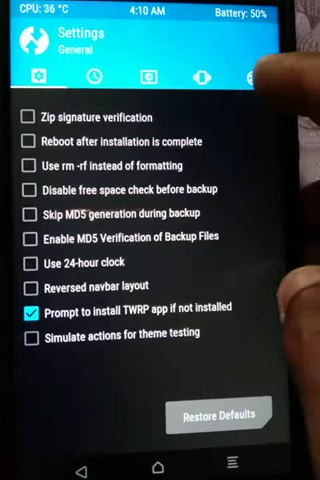 CPU: 36 °C 4:10 AM Battery: 50%
Settings
General
Zip signature verification
Reboot after installation is complete
Use rm -rf instead of formatting
Disable free space check before backup
Skip MD5 generation during backup
Enable MD5 Verification of Backup Files
Use 24-hour clock
Reversed navbar layout
Prompt to install TWRP app if not installed
Simulate actions for theme testing
Restore Defaults